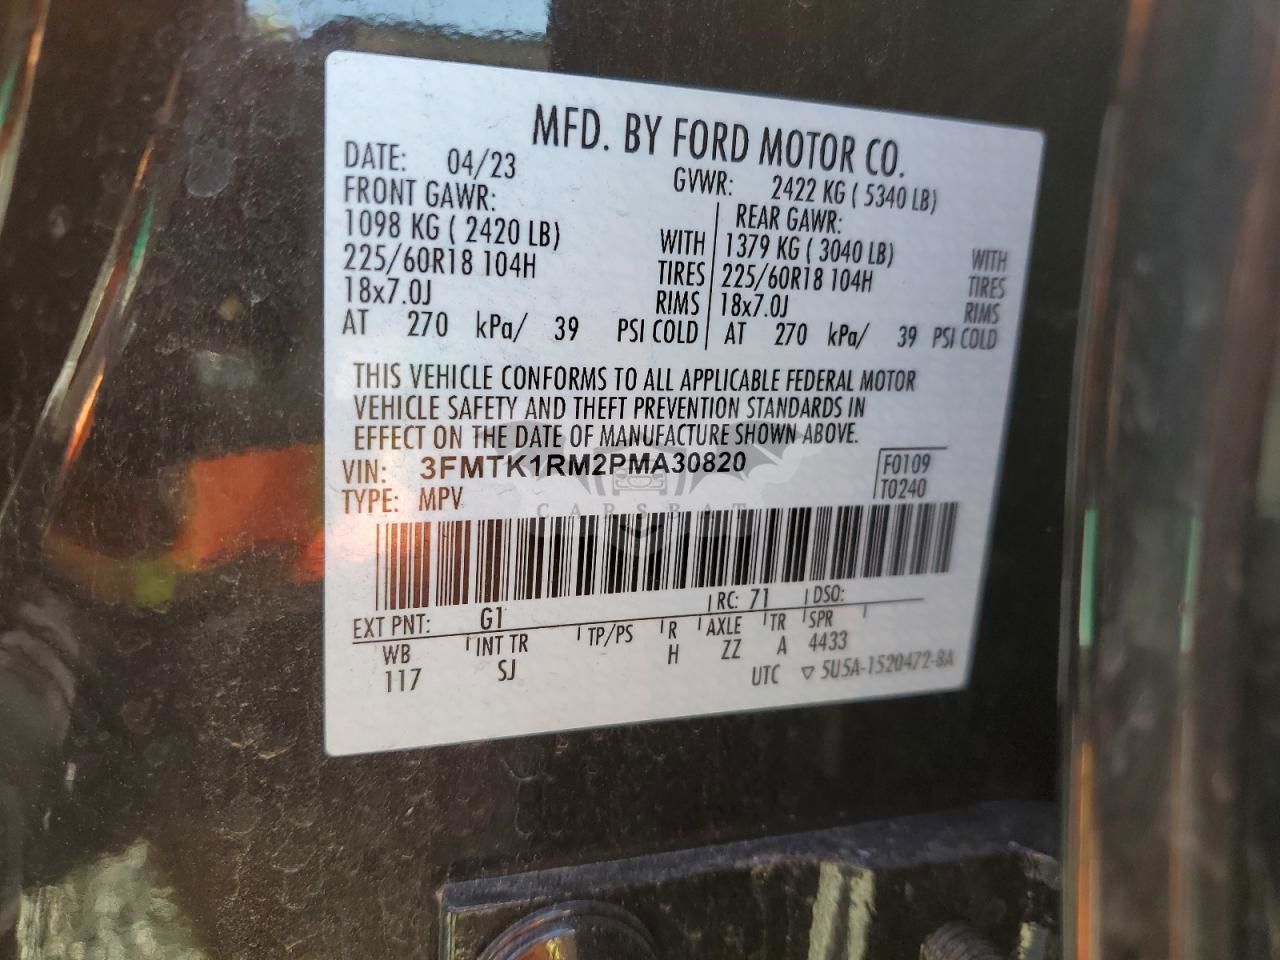 MFD. BY FORD MOTOR CO.
DATE: 04/23 GVWR: 2422 KG ( 5340 LB)
FRONT GAWR: REAR GAWR:
1098 KG ( 2420 LB) WITH 1379 KG ( 3040 LB) WITH
225/60R18 104H TIRES 225/60R18 104H TIRES
18x7.0J RIMS 18x7.0J RIMS
AT 270 kPa/ 39 PSI COLD AT 270 kPa/ 39 PSI COLD
THIS VEHICLE CONFORMS TO ALL APPLICABLE FEDERAL MOTOR
VEHICLE SAFETY AND THEFT PREVENTION STANDARDS IN
EFFECT ON THE DATE OF MANUFACTURE SHOWN ABOVE.
VIN: 3FMTK1RM2PMA30820 F0109
TYPE: MPV T0240
CARSBAT
EXT PNT: G1 RC: 71 DSO:
WB INT TR TP/PS R AXLE TR SPR
117 SJ H ZZ A 4433
UTC ▽ 5U5A-1520472-BA